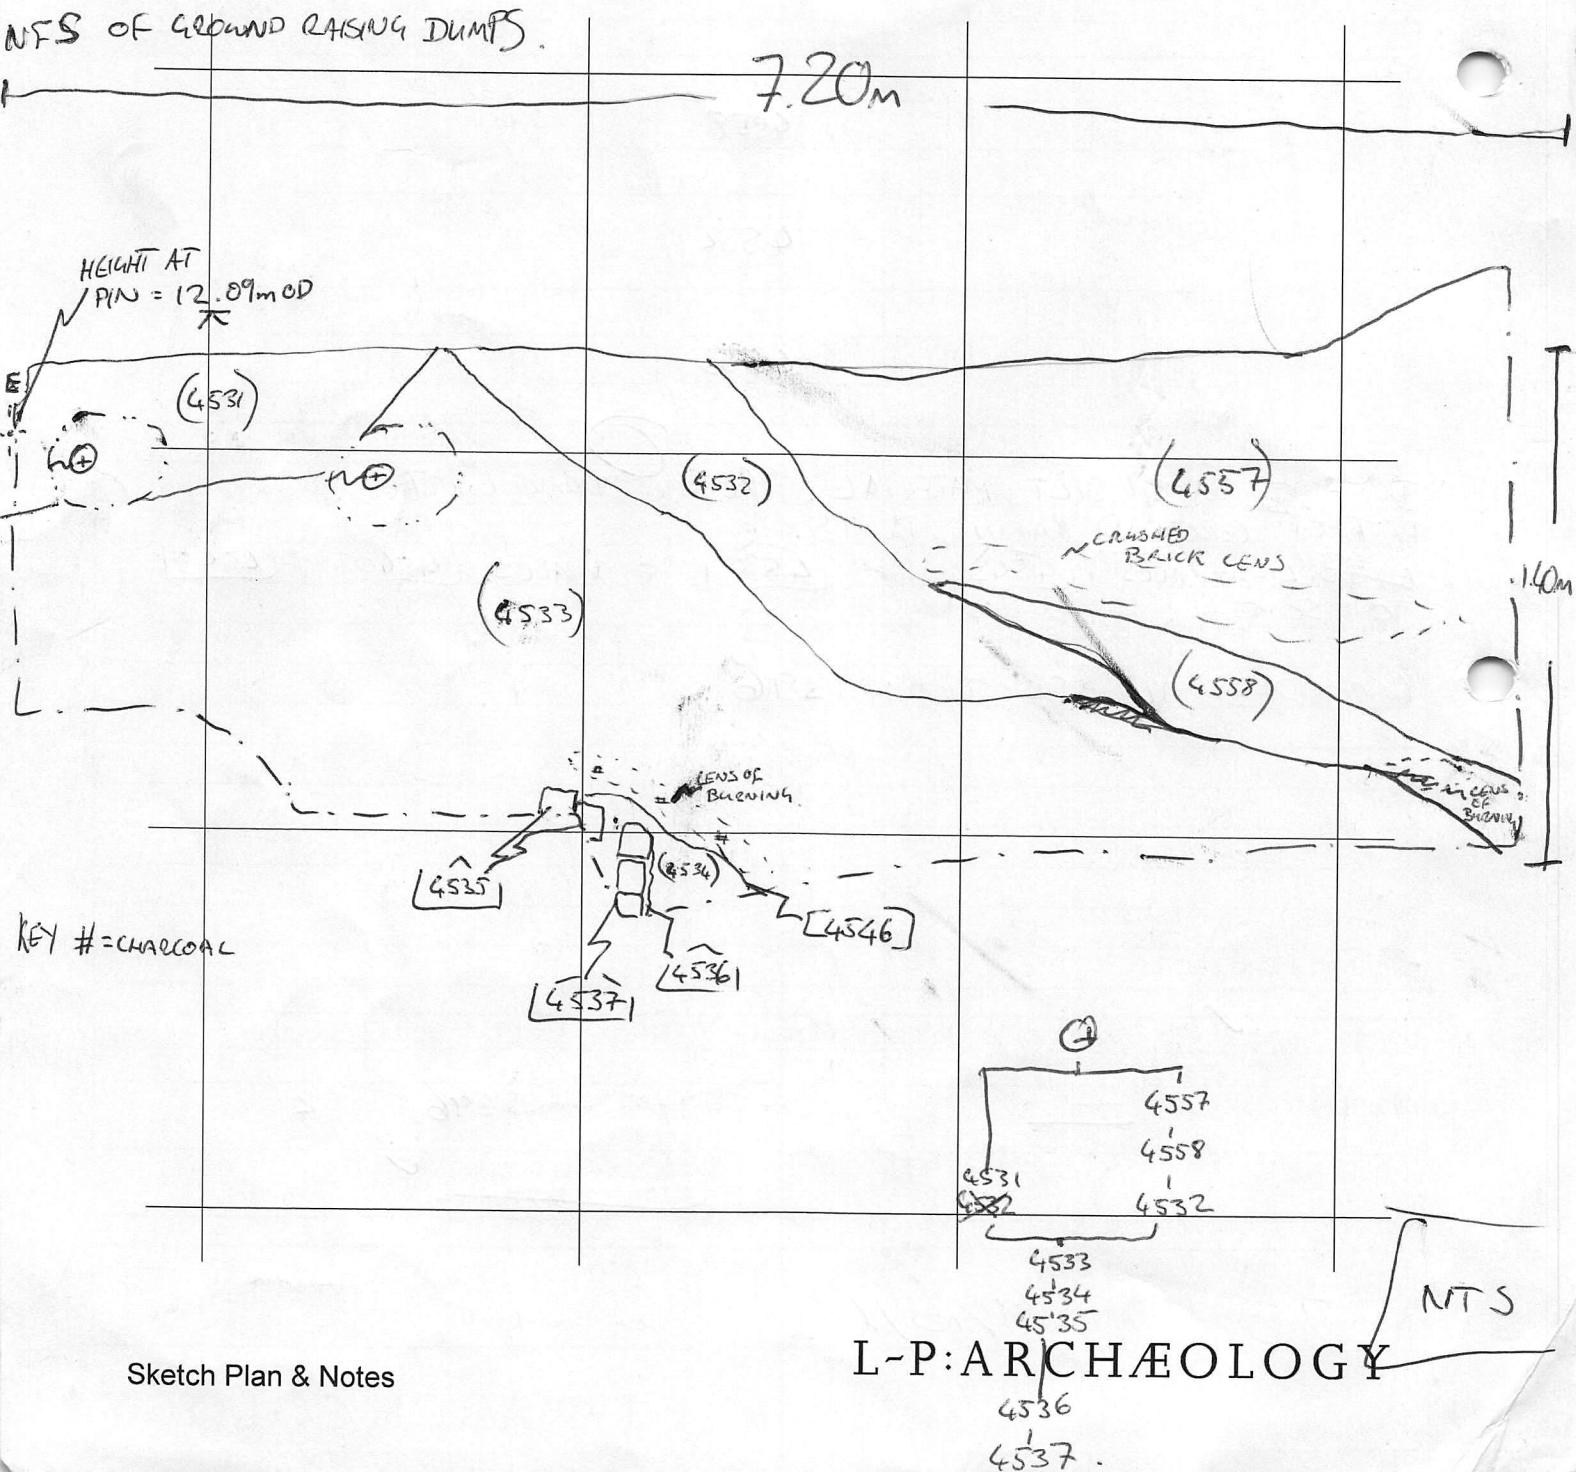 NFS OF GROUND RAISING DUMPS.
7.20m
HEIGHT AT
PIN = 12.09m OD
E
(4531)
(4532)
(4557)
CRUSHED
BRICK LENS
1.40m
(4533)
(4558)
LENS OF
BURNING
LENS
OF
BURNING
#
(4534)
[4535]
[4546]
KEY # = CHARCOAL
[4536]
[4537]
+
4557
4558
4531
4532
4532
4533
4534
4535
NTS
L~P:ARCHÆOLOGY
Sketch Plan & Notes
4536
4537.